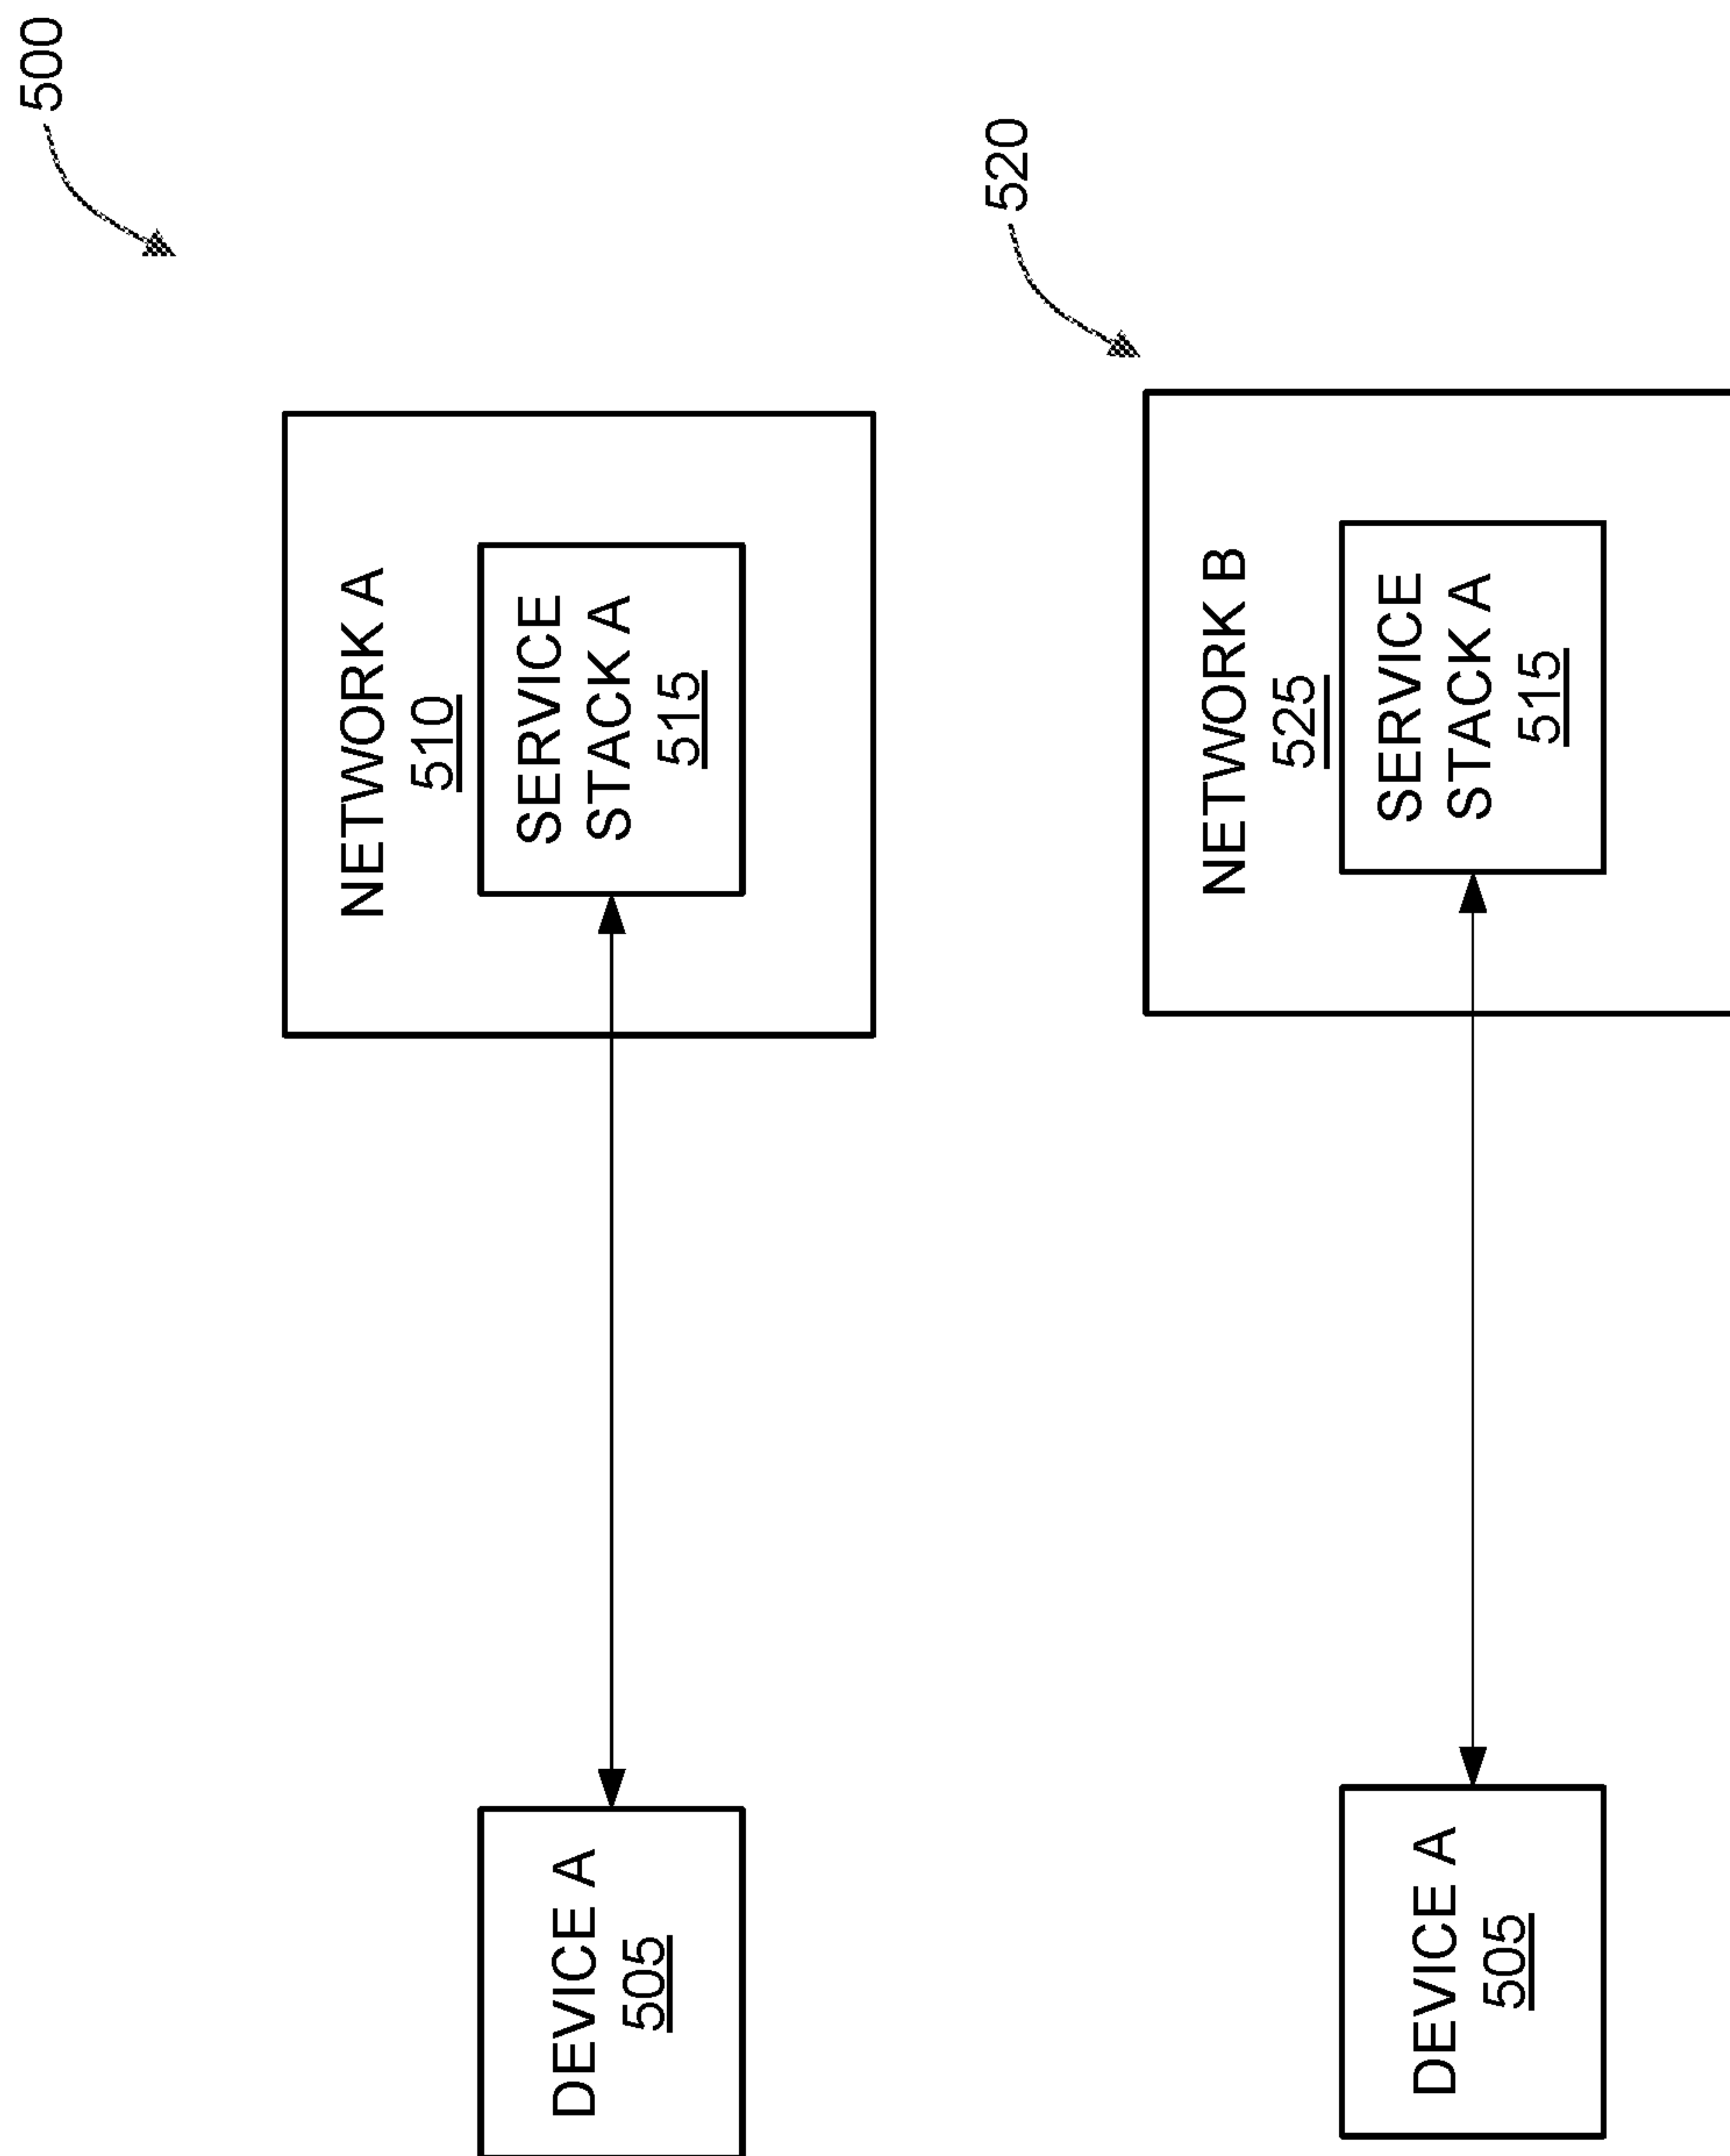 500
NETWORK A
510
SERVICE
STACK A
515
DEVICE A
505
520
NETWORK B
525
SERVICE
STACK A
515
DEVICE A
505